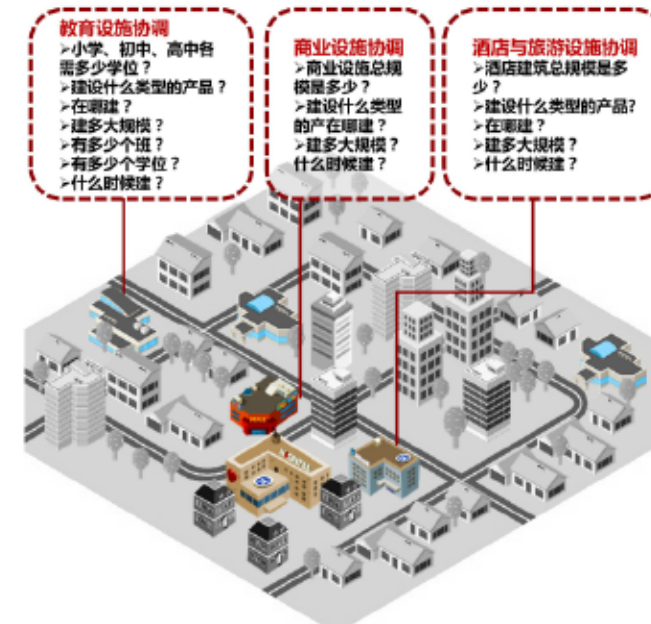 教育设施协调
➢小学、初中、高中各
需多少学位？
➢建设什么类型的产品？
➢在哪建？
➢建多大规模？
➢有多少个班？
➢有多少个学位？
➢什么时候建？
商业设施协调
➢商业设施总规
模是多少？
➢建设什么类型
的产在哪建？
➢建多大规模？
什么时候建？
酒店与旅游设施协调
➢酒店建筑总规模是多
少？
➢建设什么类型的产品?
➢在哪建？
➢建多大规模？
➢什么时候建？